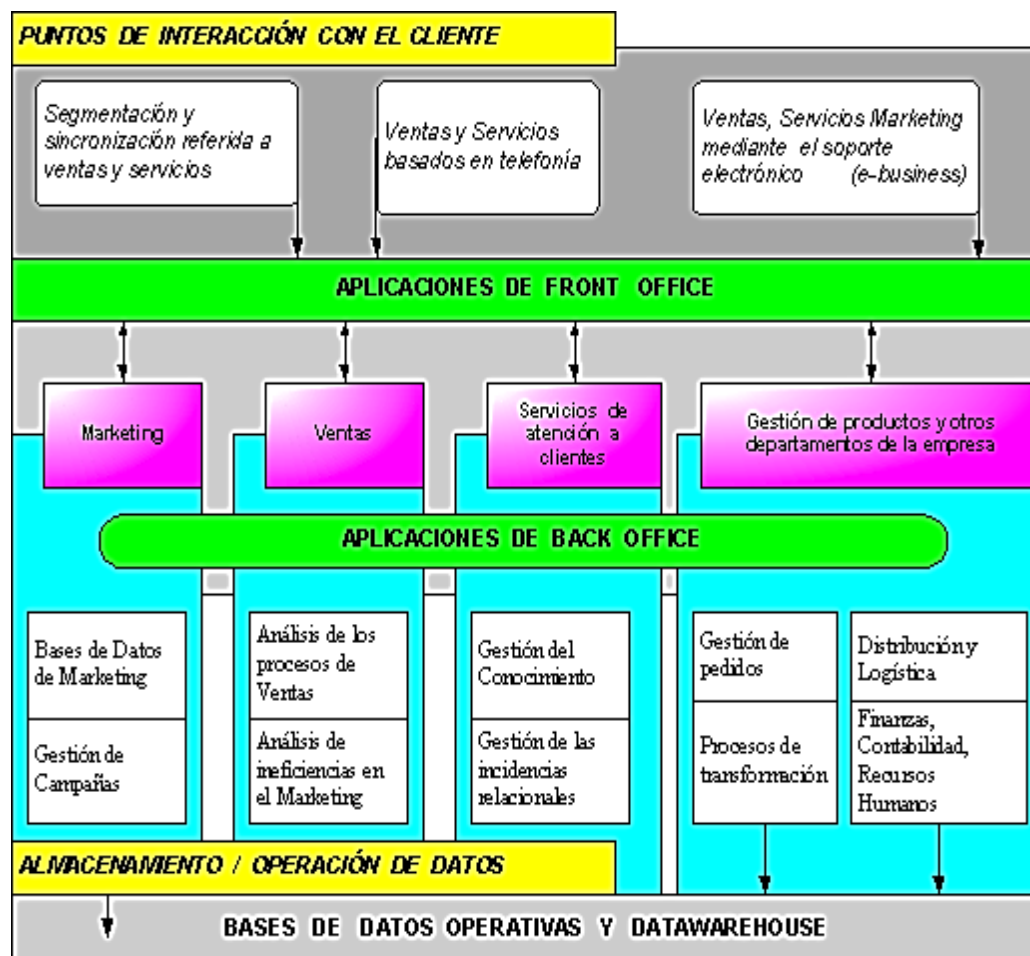 PUNTOS DE INTERACCIÓN CON EL CLIENTE
Segmentación y
sincronización referida a
ventas y servicios
Ventas y Servicios
basados en telefonía
Ventas, Servicios Marketing
mediante el soporte
electrónico (e-business)
APLICACIONES DE FRONT OFFICE
Marketing
Ventas
Servicios de
atención a
clientes
Gestión de productos y otros
departamentos de la empresa
APLICACIONES DE BACK OFFICE
Bases de Datos
de Marketing
Gestión de
Campañas
Análisis de los
procesos de
Ventas
Análisis de
ineficiencias en
el Marketing
Gestión del
Conocimiento
Gestión de las
incidencias
relacionales
Gestión de
pedidos
Procesos de
transformación
Distribución y
Logística
Finanzas,
Contabilidad,
Recursos
Humanos
ALMACENAMIENTO / OPERACIÓN DE DATOS
BASES DE DATOS OPERATIVAS Y DATAWAREHOUSE